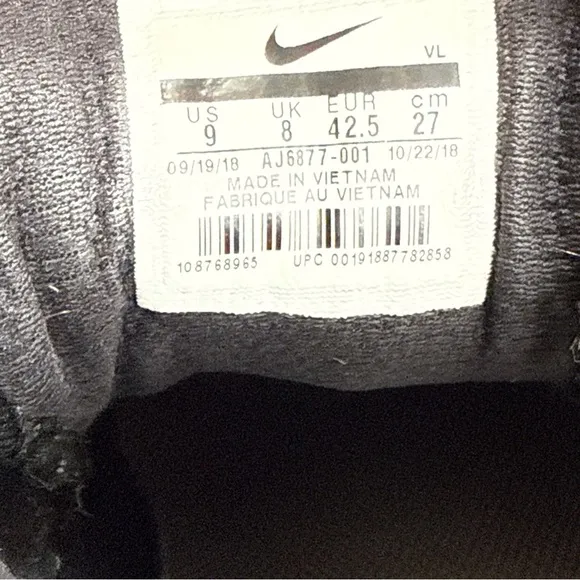 VL
US UK EUR cm
9 8 42.5 27
09/19/18 AJ6877-001 10/22/18
MADE IN VIETNAM
FABRIQUE AU VIETNAM
108768965 UPC 00191887782858